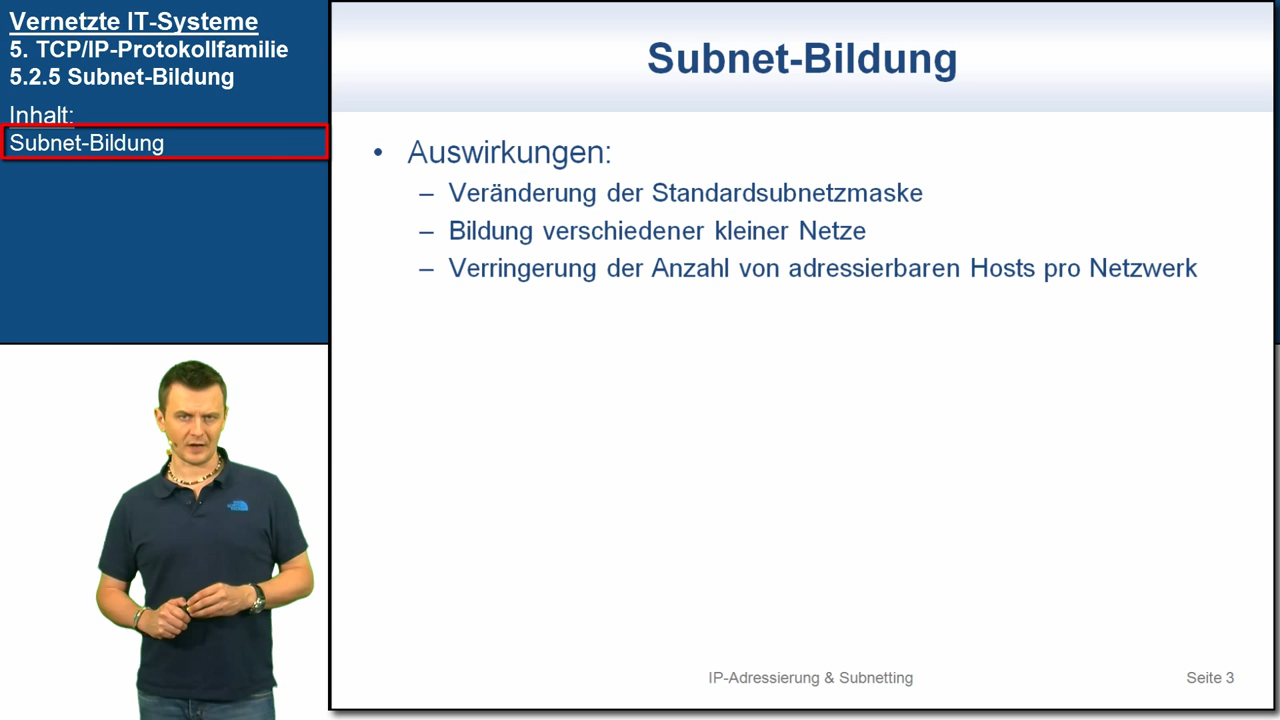 Vernetzte IT-Systeme
5. TCP/IP-Protokollfamilie
5.2.5 Subnet-Bildung
Inhalt:
Subnet-Bildung
Subnet-Bildung
• Auswirkungen:
– Veränderung der Standardsubnetzmaske
– Bildung verschiedener kleiner Netze
– Verringerung der Anzahl von adressierbaren Hosts pro Netzwerk
IP-Adressierung & Subnetting
Seite 3